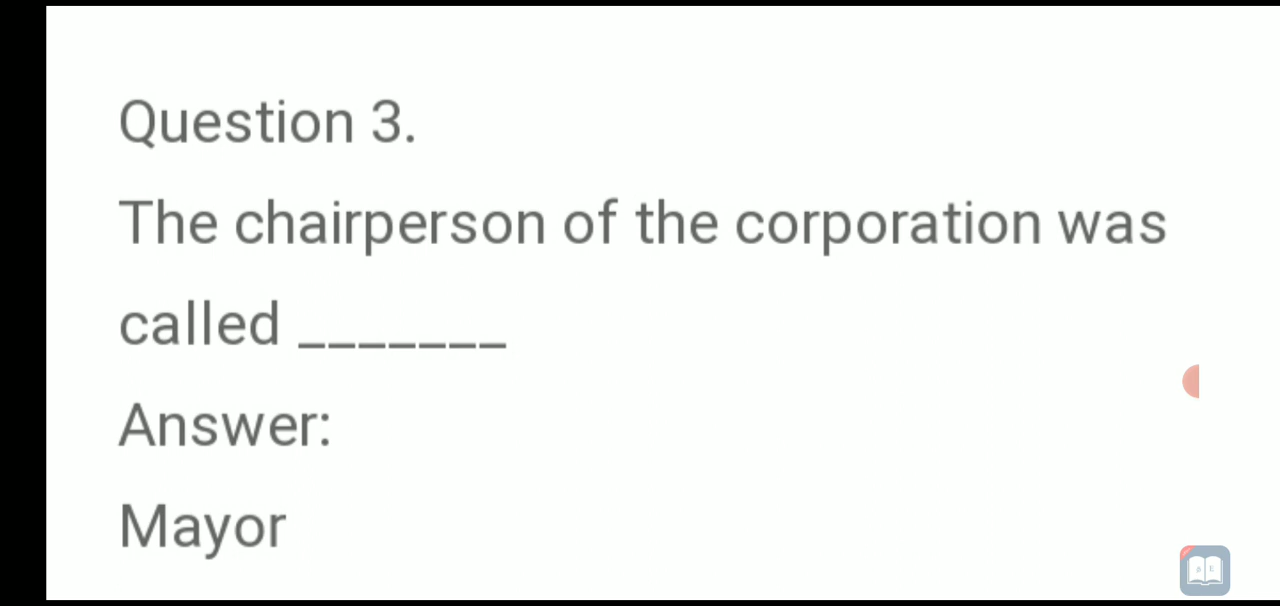 Question 3.
The chairperson of the corporation was
called _______
Answer:
Mayor